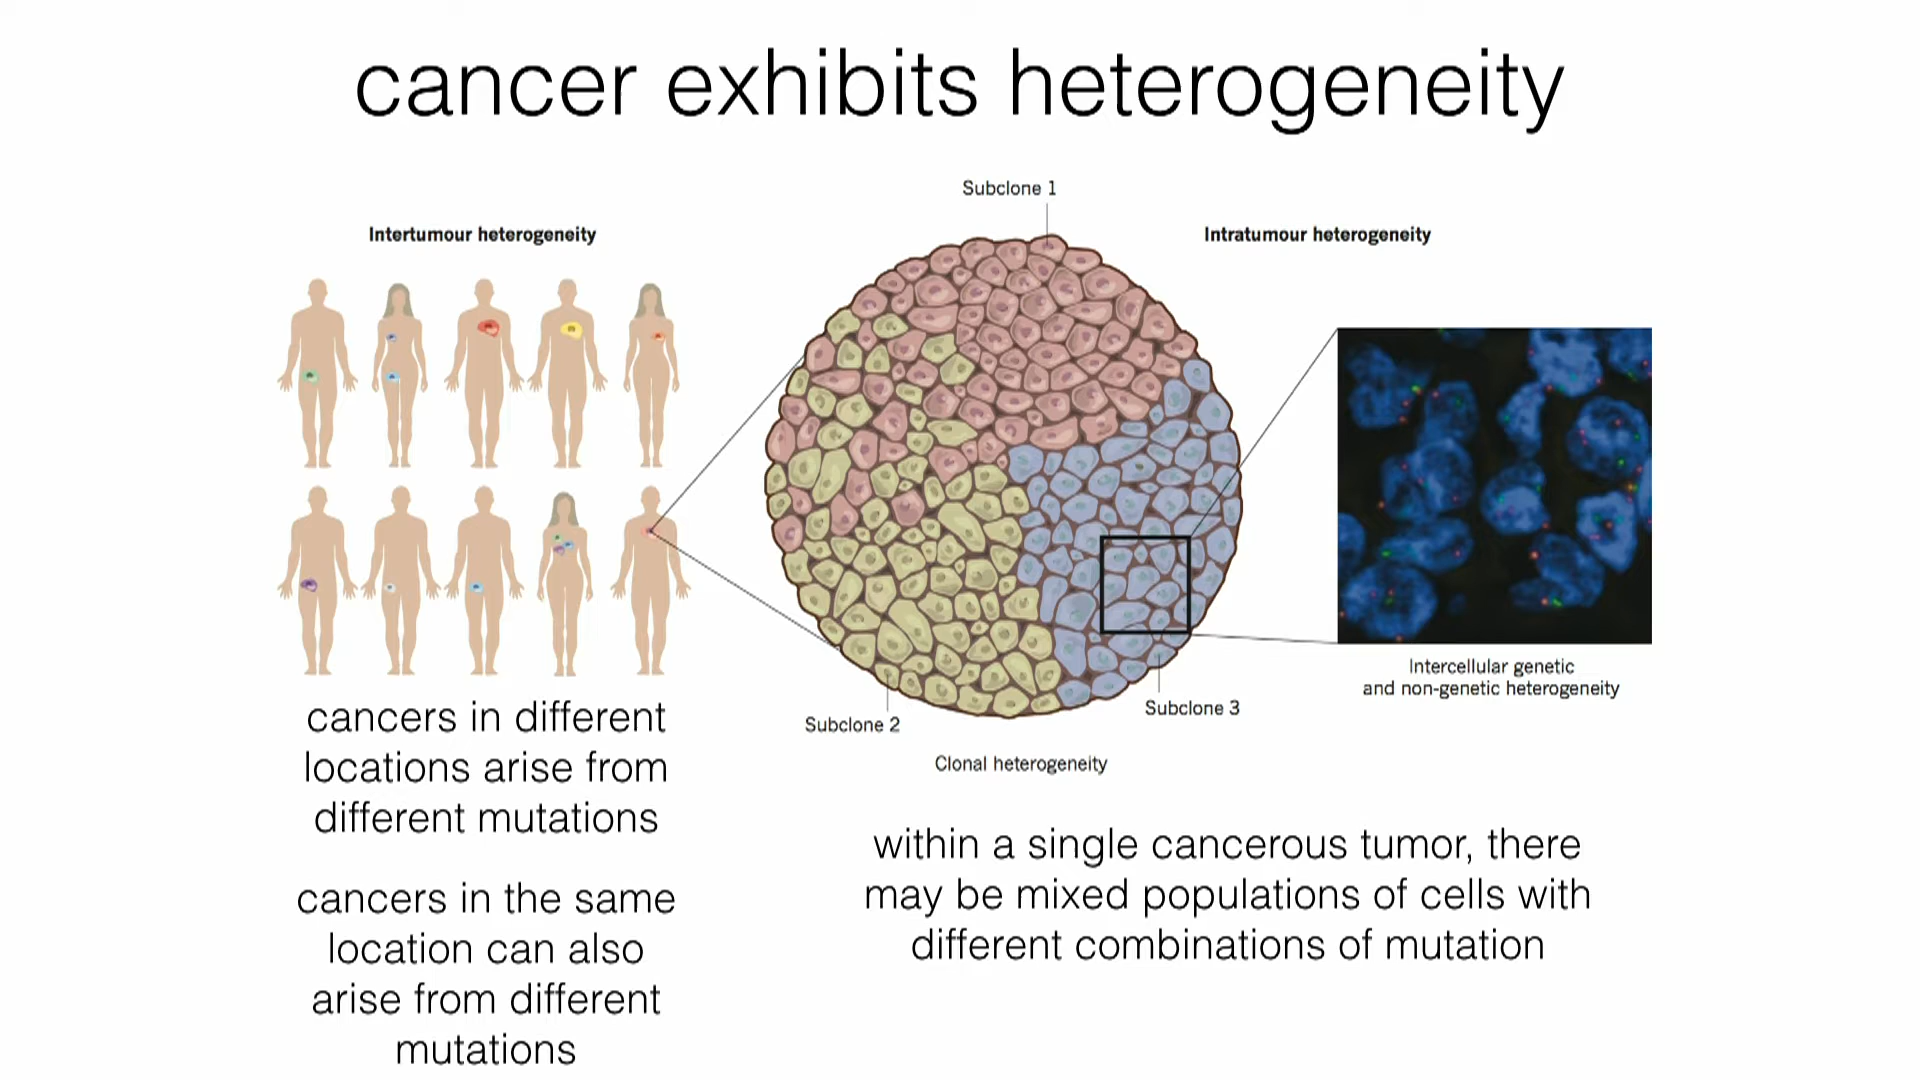 cancer exhibits heterogeneity
Subclone 1
Intertumour heterogeneity
Intratumour heterogeneity
Intercellular genetic
and non-genetic heterogeneity
Subclone 3
Subclone 2
Clonal heterogeneity
cancers in different
locations arise from
different mutations
cancers in the same
location can also
arise from different
mutations
within a single cancerous tumor, there
may be mixed populations of cells with
different combinations of mutation